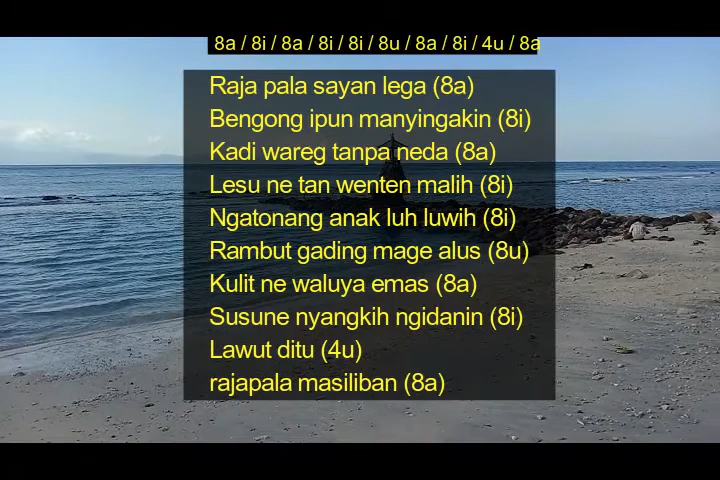 8a / 8i / 8a / 8i / 8i / 8u / 8a / 8i / 4u / 8a
Raja pala sayan lega (8a)
Bengong ipun manyingakin (8i)
Kadi wareg tanpa neda (8a)
Lesu ne tan wenten malih (8i)
Ngatonang anak luh luwih (8i)
Rambut gading mage alus (8u)
Kulit ne waluya emas (8a)
Susune nyangkih ngidanin (8i)
Lawut ditu (4u)
rajapala masiliban (8a)